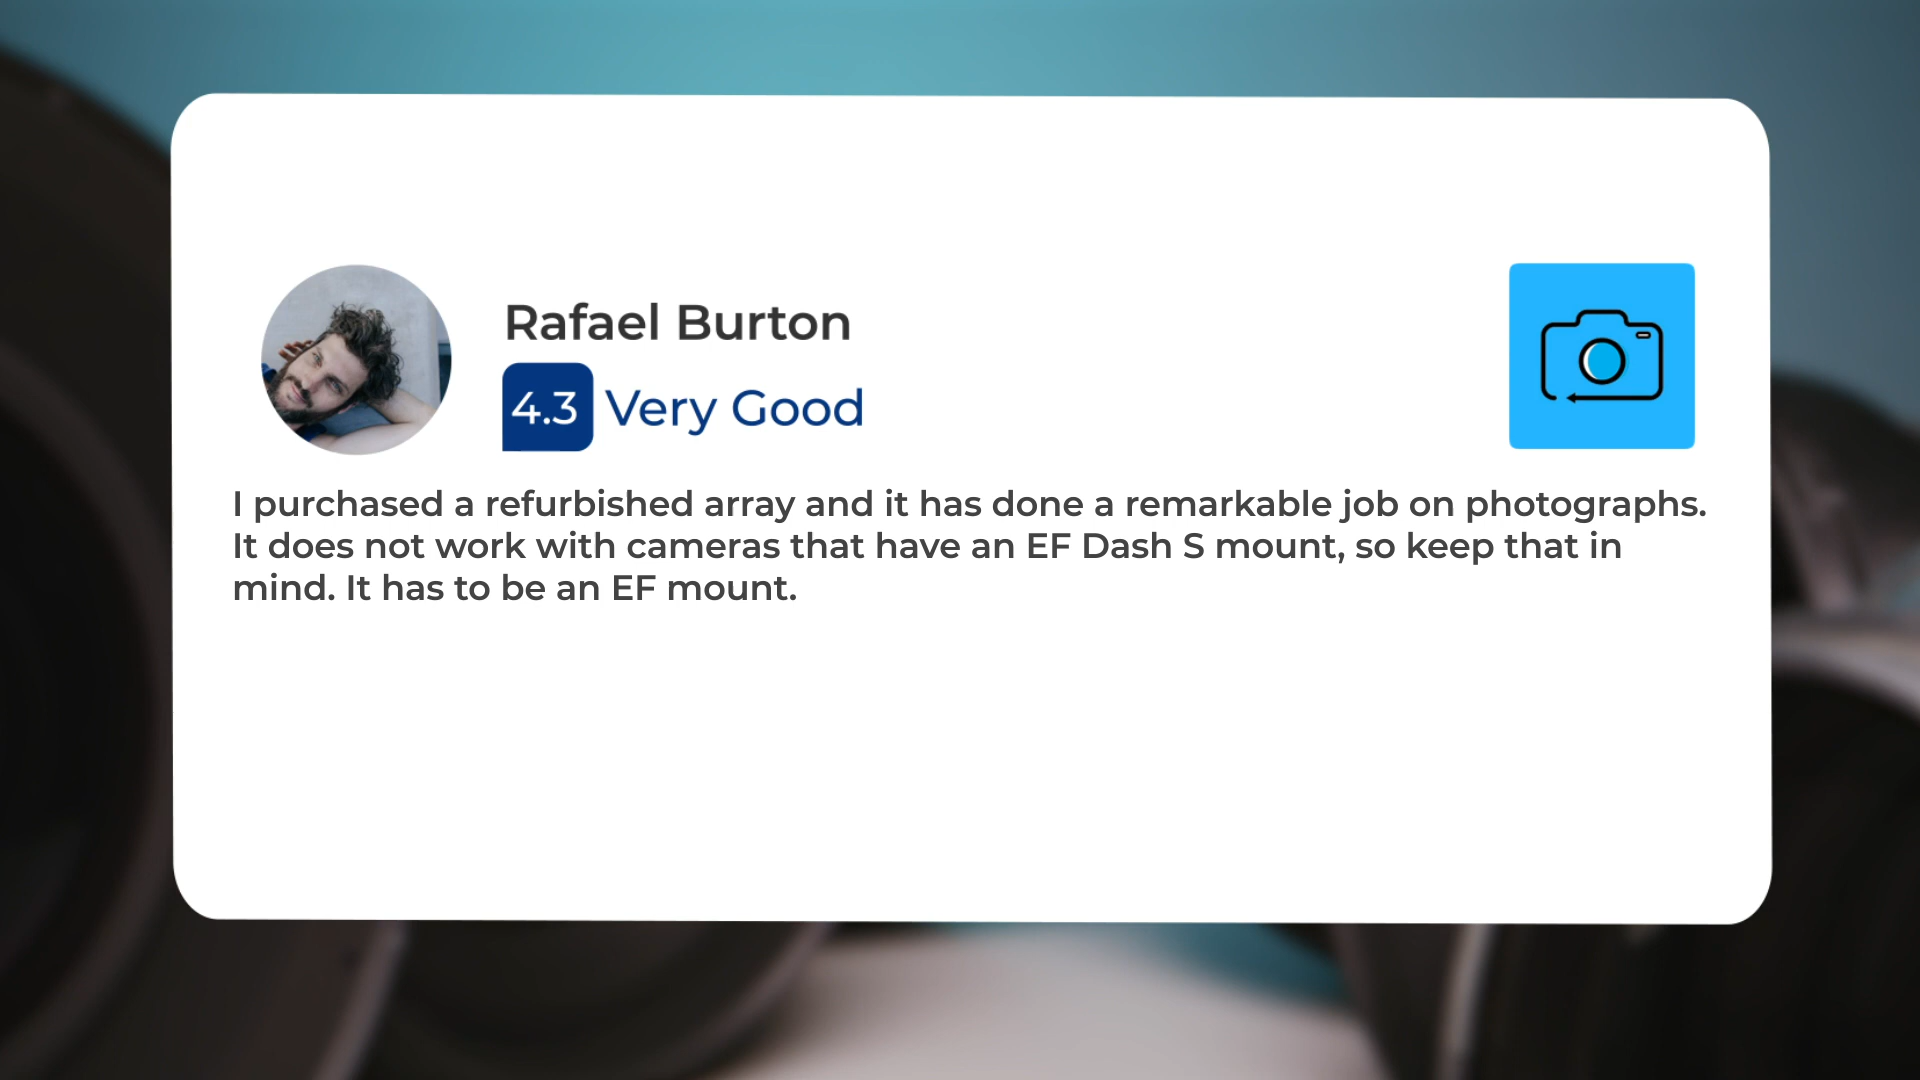 Rafael Burton
4.3 Very Good
I purchased a refurbished array and it has done a remarkable job on photographs.
It does not work with cameras that have an EF Dash S mount, so keep that in
mind. It has to be an EF mount.